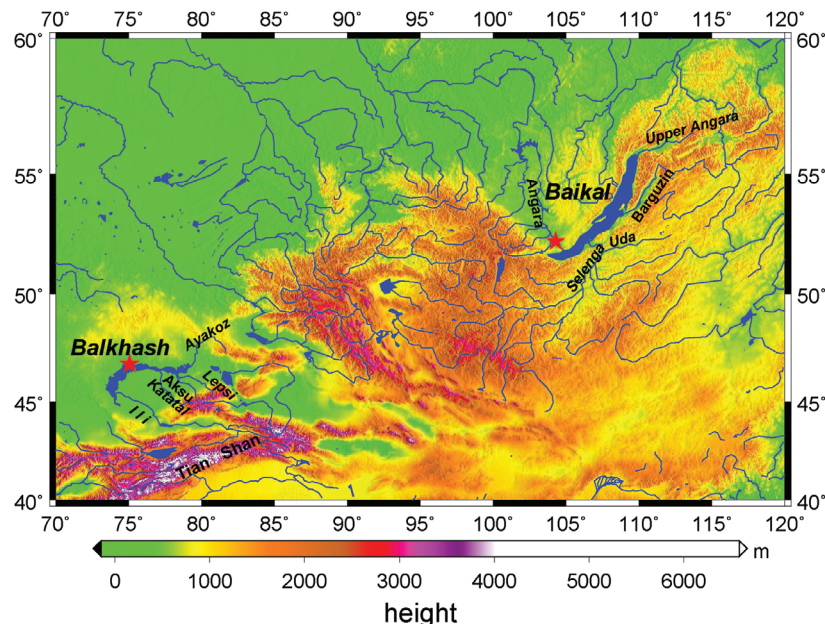 70° 75° 80° 85° 90° 95° 100° 105° 110° 115° 120°
60° 60°
Upper Angara
55° 55°
Angara
Baikal
Barguzin
Uda
Selenga
50° 50°
Ayakoz
Balkhash
Lepsi
Aksu
Katatal
45° 45°
Ili
Tian Shan
40° 40°
70° 75° 80° 85° 90° 95° 100° 105° 110° 115° 120°
m
0 1000 2000 3000 4000 5000 6000
height